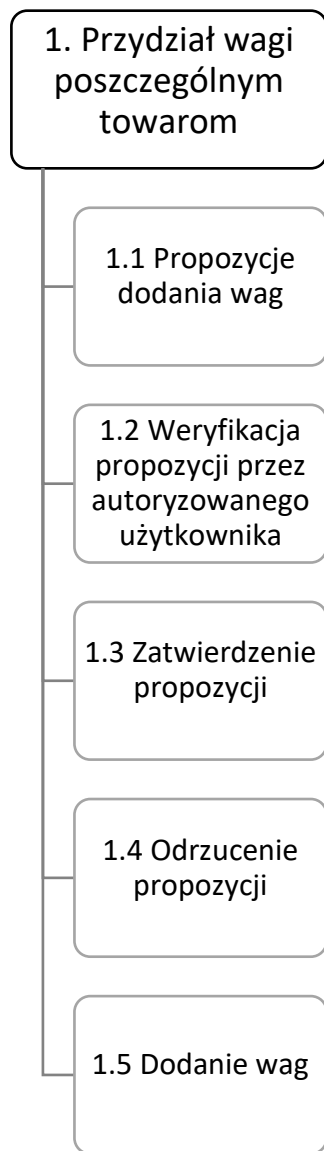 1. Przydział wagi
poszczególnym
towarom
1.1 Propozycje
dodania wag
1.2 Weryfikacja
propozycji przez
autoryzowanego
użytkownika
1.3 Zatwierdzenie
propozycji
1.4 Odrzucenie
propozycji
1.5 Dodanie wag